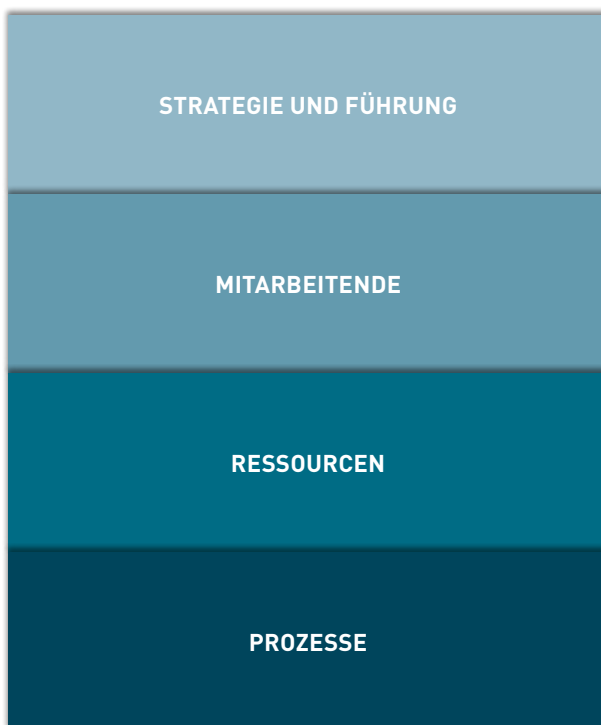 STRATEGIE UND FÜHRUNG
MITARBEITENDE
RESSOURCEN
PROZESSE